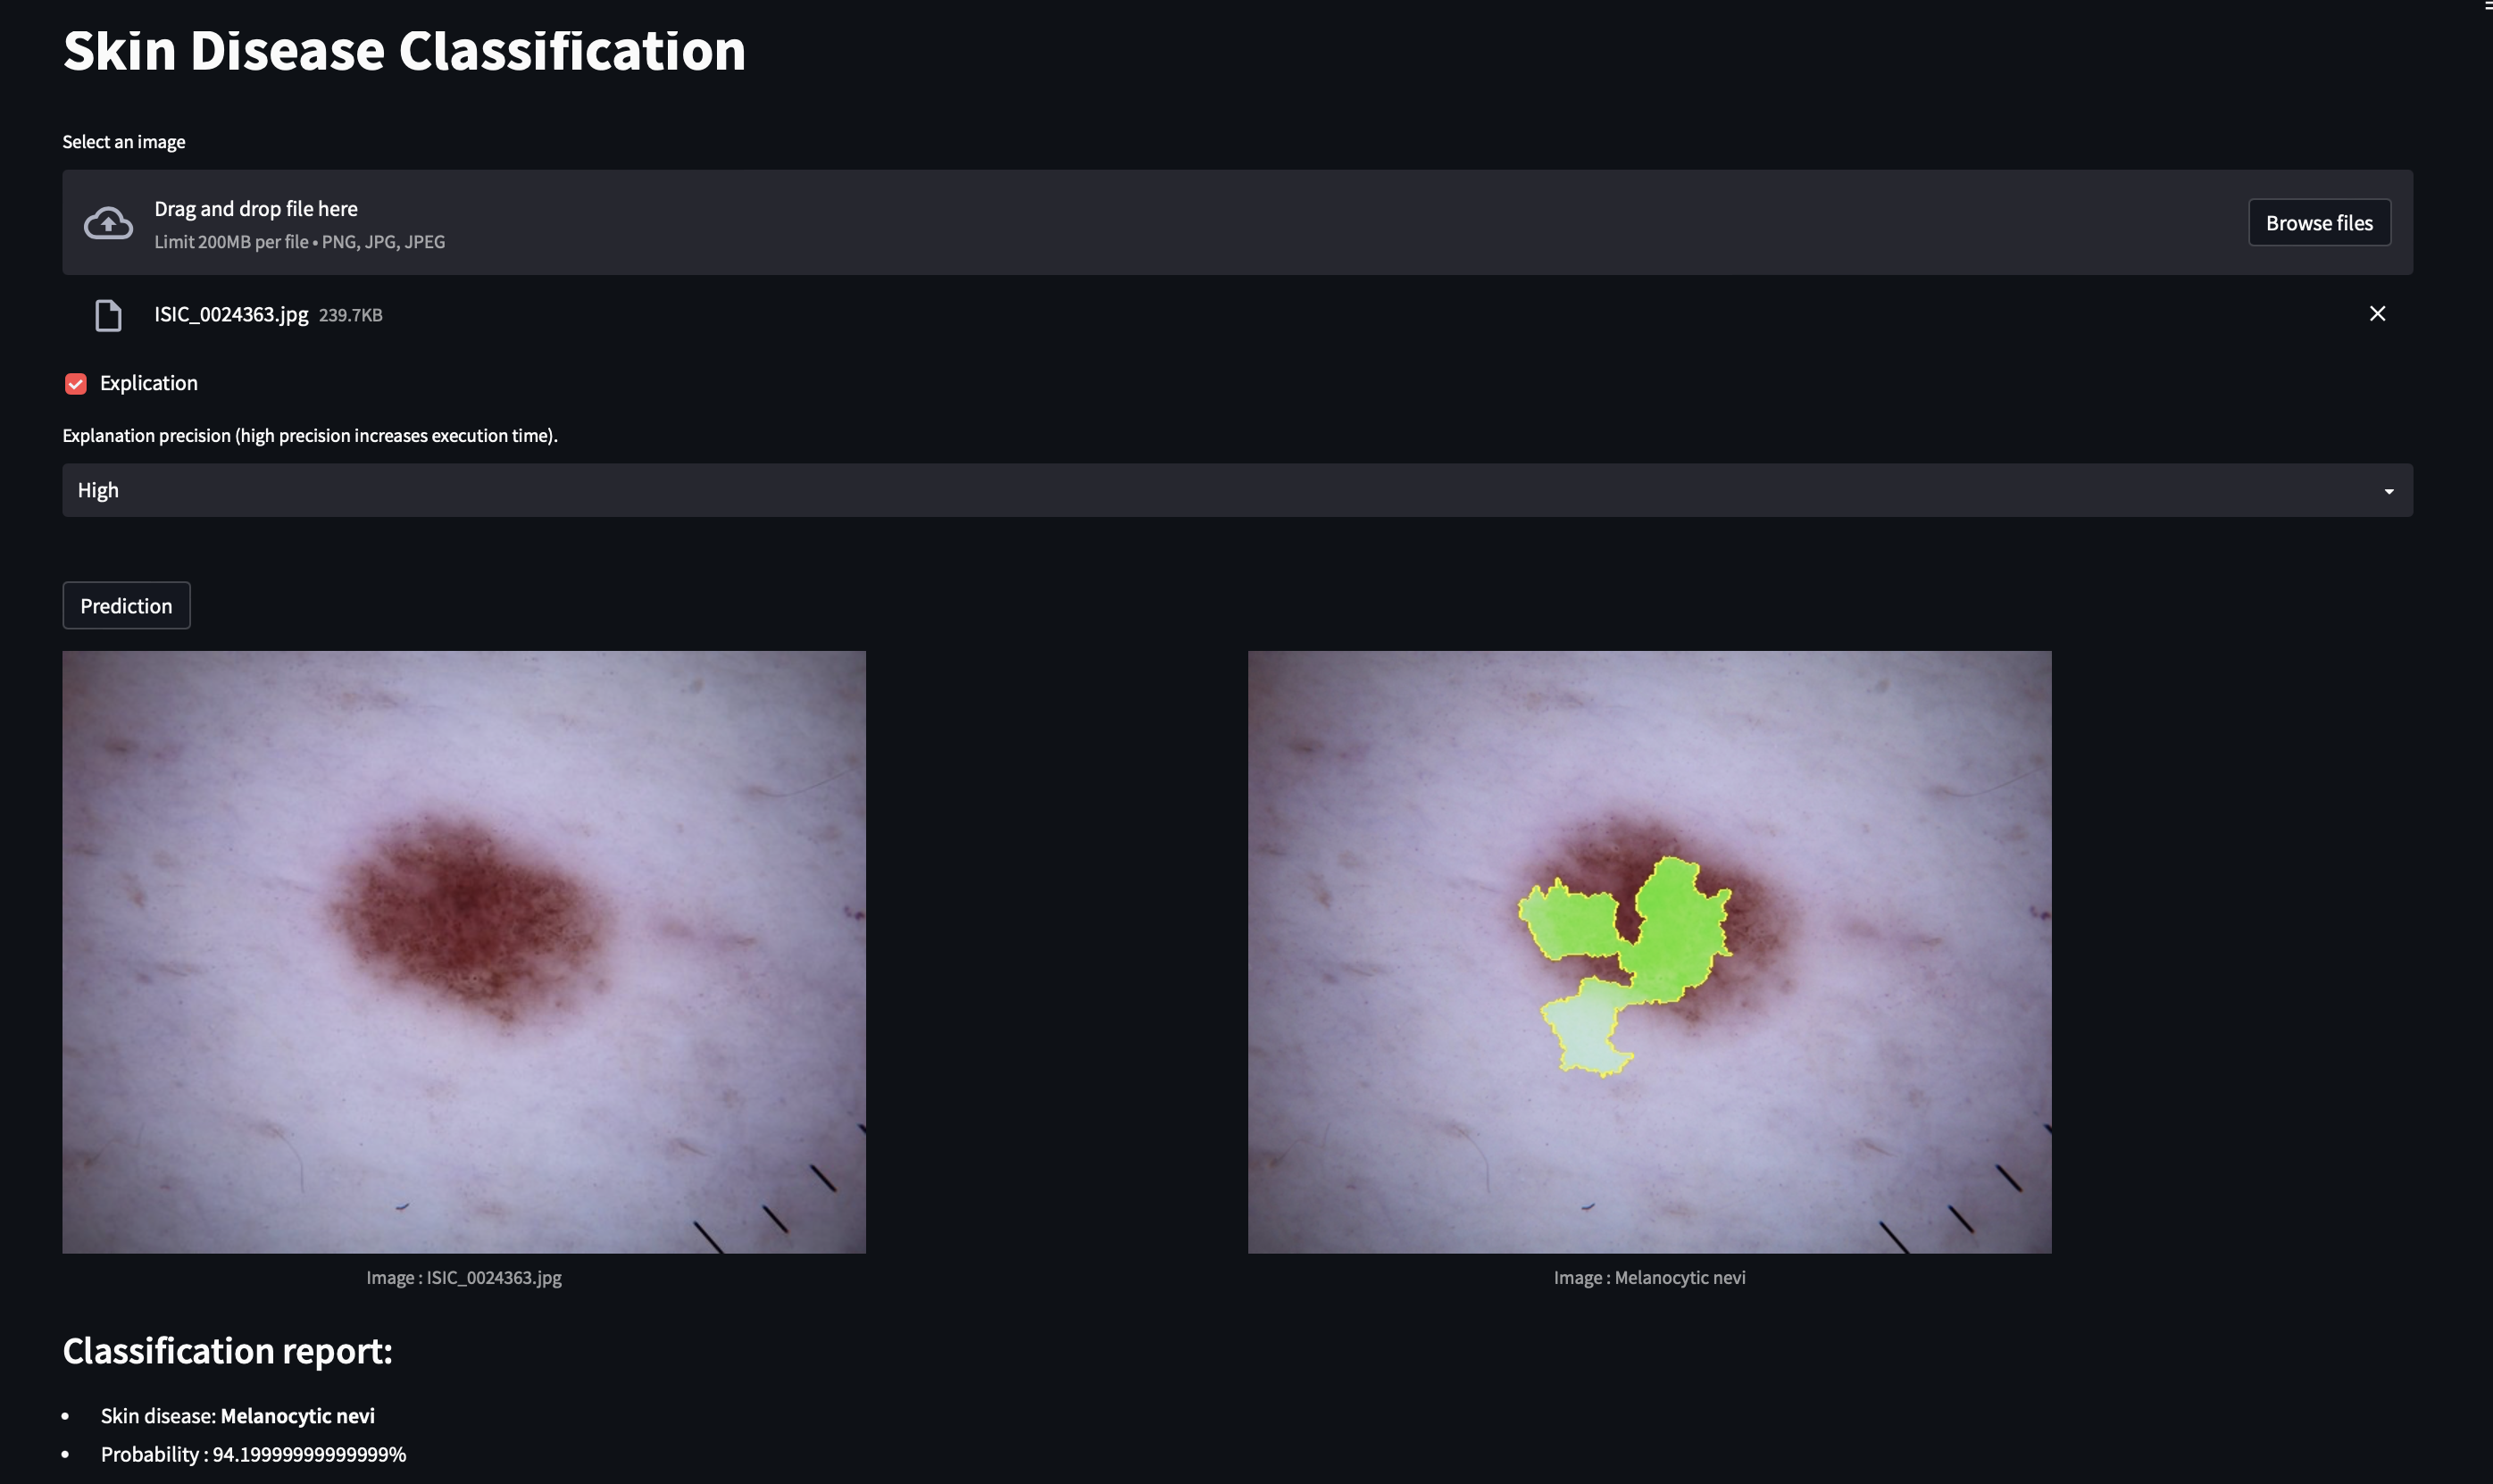 Skin Disease Classification
Select an image
Drag and drop file here
Limit 200MB per file • PNG, JPG, JPEG
Browse files
ISIC_0024363.jpg 239.7KB
Explication
Explanation precision (high precision increases execution time).
High
Prediction
Image : ISIC_0024363.jpg
Image : Melanocytic nevi
Classification report:
• Skin disease: Melanocytic nevi
• Probability : 94.19999999999999%